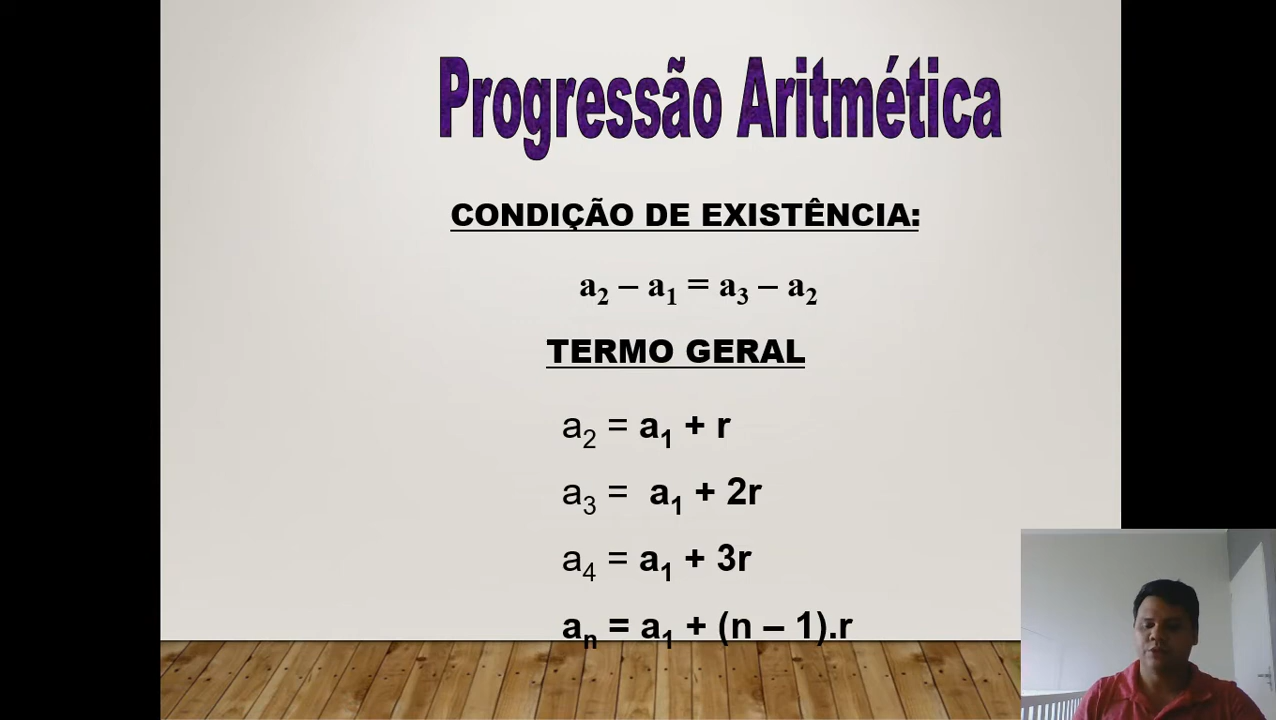 Progressão Aritmética
CONDIÇÃO DE EXISTÊNCIA:
a₂ – a₁ = a₃ – a₂
TERMO GERAL
a₂ = a₁ + r
a₃ = a₁ + 2r
a₄ = a₁ + 3r
aₙ = a₁ + (n – 1).r